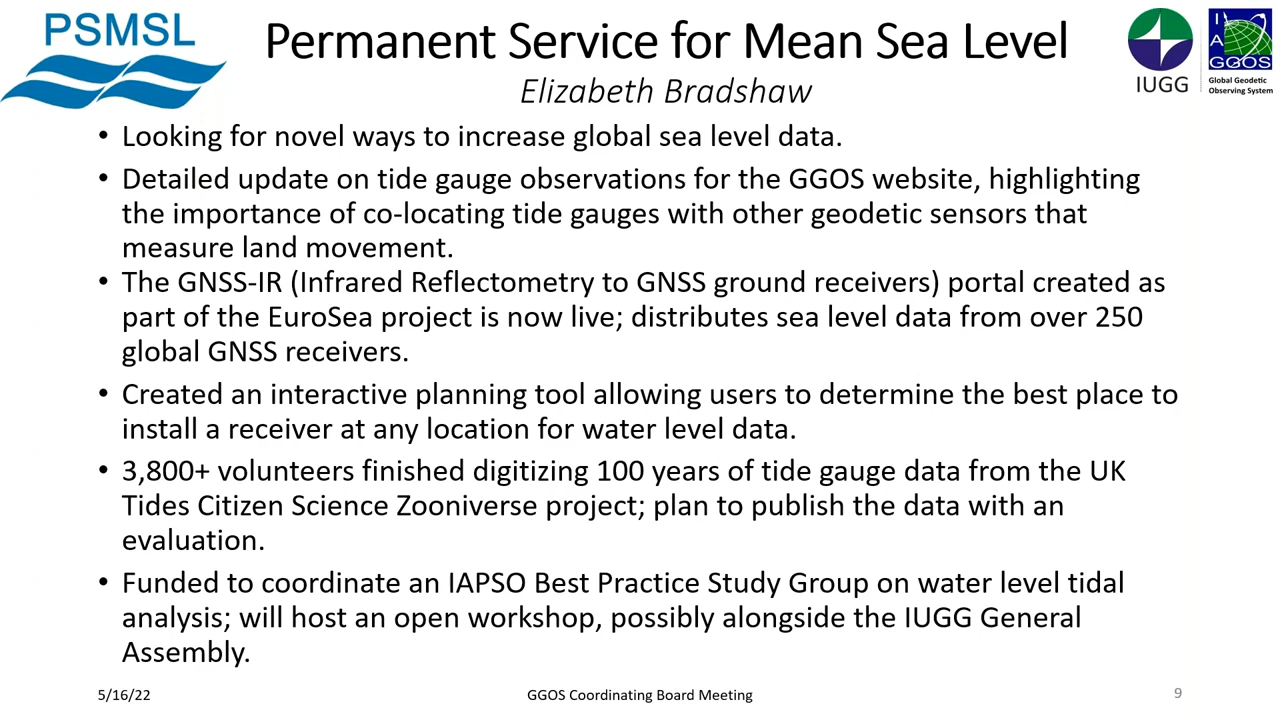 PSMSL
Permanent Service for Mean Sea Level
Elizabeth Bradshaw
IUGG
I
A
GGOS
Global Geodetic
Observing System
• Looking for novel ways to increase global sea level data.
• Detailed update on tide gauge observations for the GGOS website, highlighting
the importance of co-locating tide gauges with other geodetic sensors that
measure land movement.
• The GNSS-IR (Infrared Reflectometry to GNSS ground receivers) portal created as
part of the EuroSea project is now live; distributes sea level data from over 250
global GNSS receivers.
• Created an interactive planning tool allowing users to determine the best place to
install a receiver at any location for water level data.
• 3,800+ volunteers finished digitizing 100 years of tide gauge data from the UK
Tides Citizen Science Zooniverse project; plan to publish the data with an
evaluation.
• Funded to coordinate an IAPSO Best Practice Study Group on water level tidal
analysis; will host an open workshop, possibly alongside the IUGG General
Assembly.
5/16/22
GGOS Coordinating Board Meeting
9